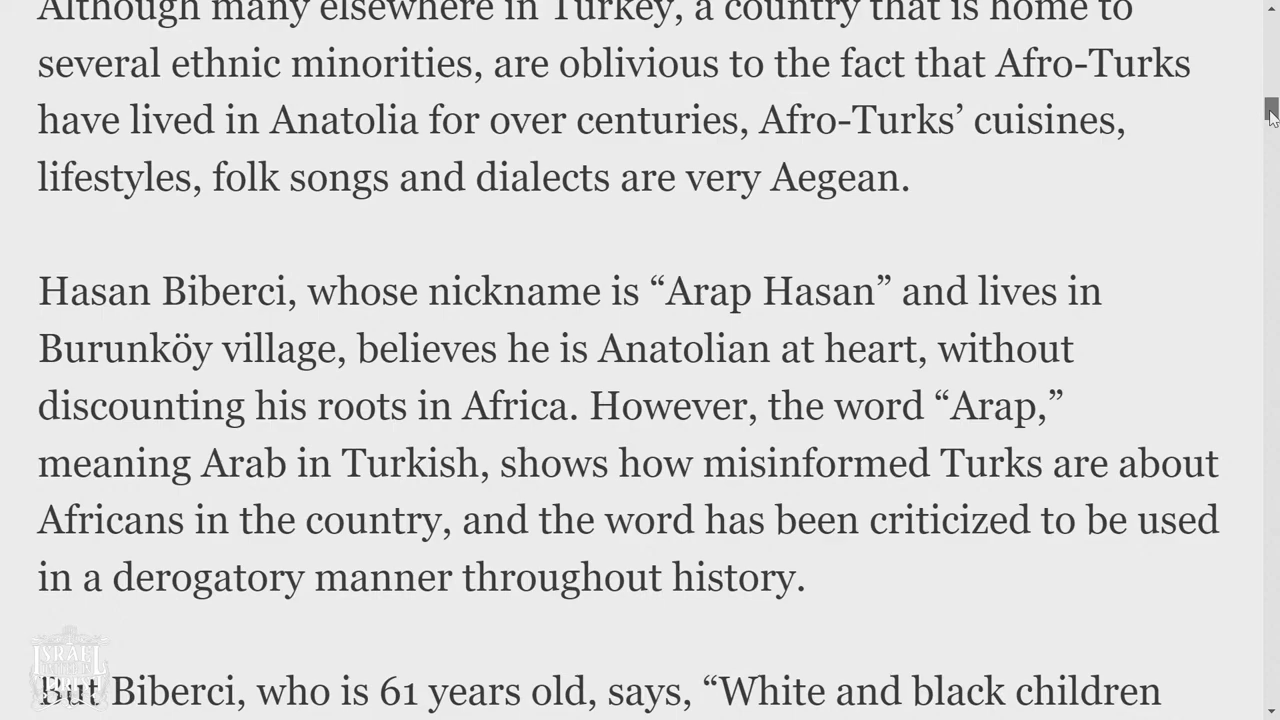 Although many elsewhere in Turkey, a country that is home to
several ethnic minorities, are oblivious to the fact that Afro-Turks
have lived in Anatolia for over centuries, Afro-Turks’ cuisines,
lifestyles, folk songs and dialects are very Aegean.
Hasan Biberci, whose nickname is “Arap Hasan” and lives in
Burunköy village, believes he is Anatolian at heart, without
discounting his roots in Africa. However, the word “Arap,”
meaning Arab in Turkish, shows how misinformed Turks are about
Africans in the country, and the word has been criticized to be used
in a derogatory manner throughout history.
ISRAEL
But Biberci, who is 61 years old, says, “White and black children